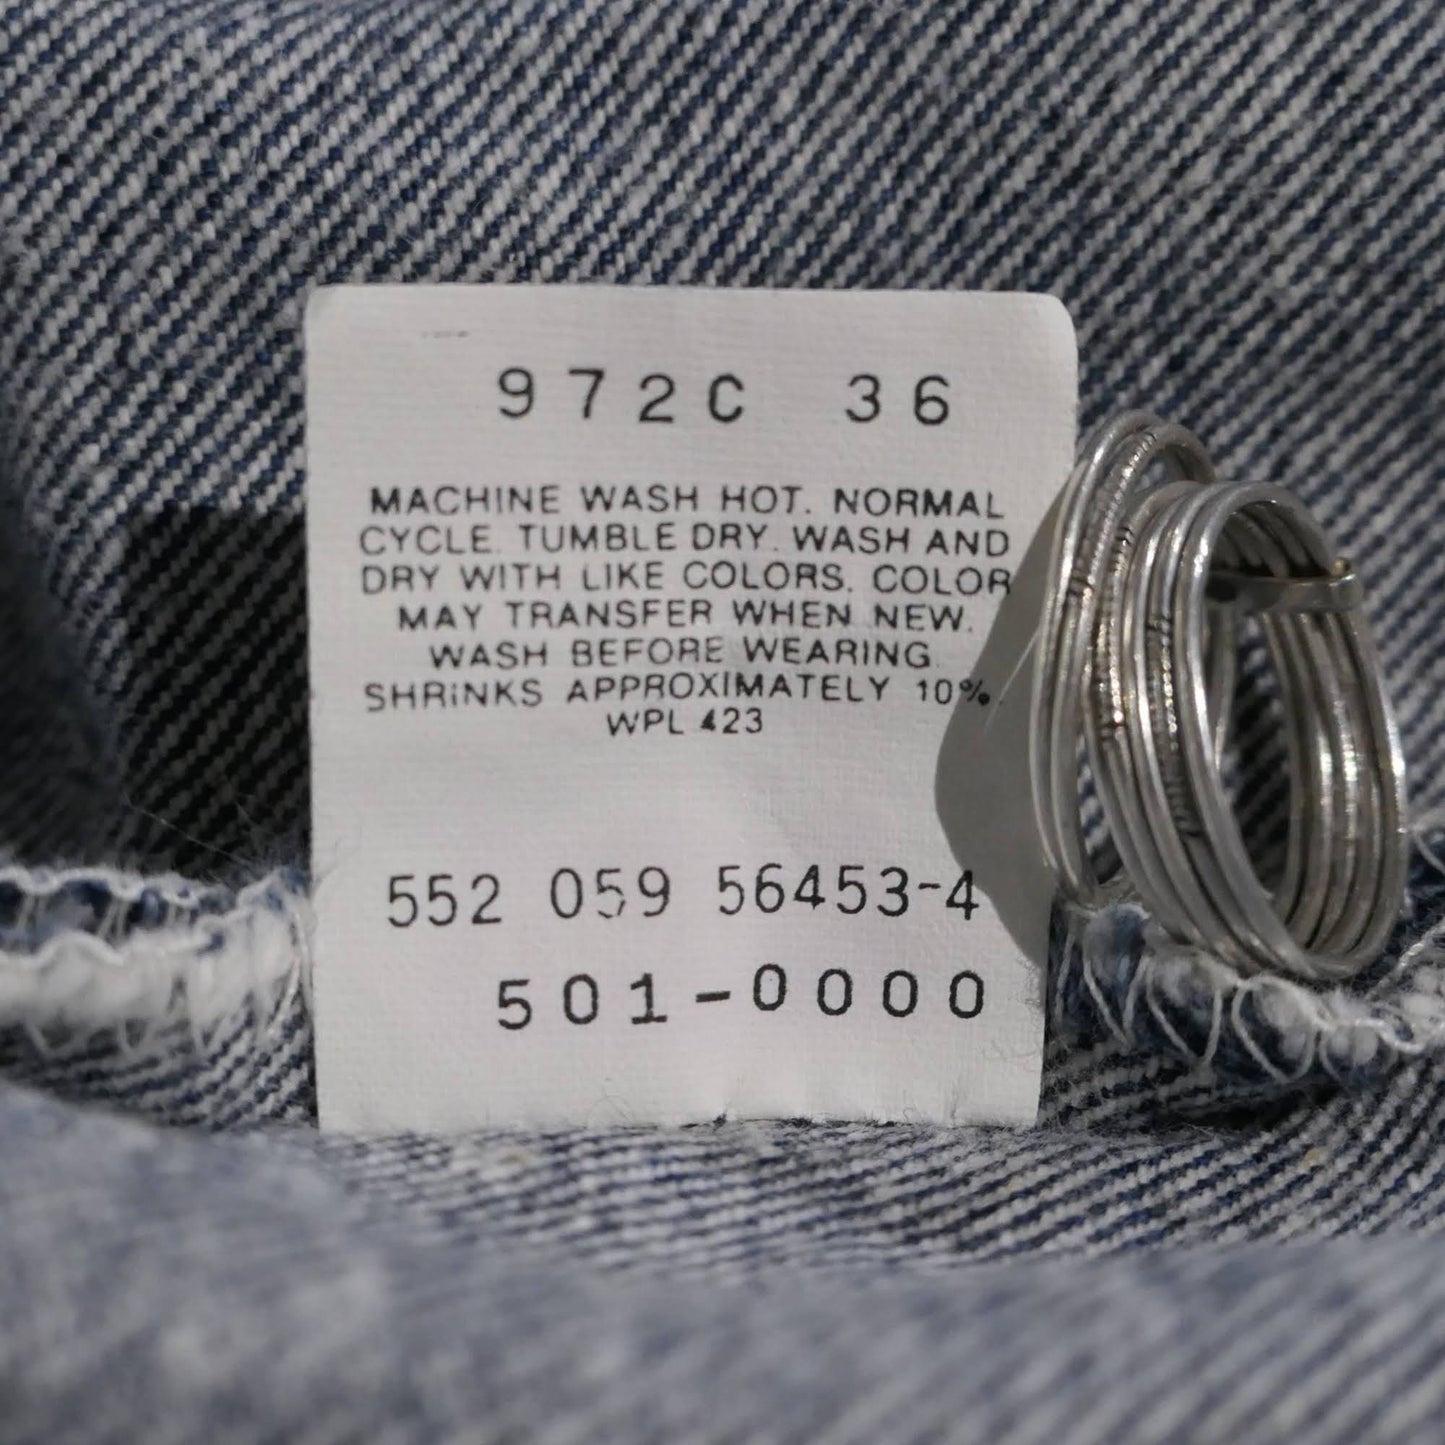 972C 36
MACHINE WASH HOT. NORMAL
CYCLE. TUMBLE DRY. WASH AND
DRY WITH LIKE COLORS. COLOR
MAY TRANSFER WHEN NEW.
WASH BEFORE WEARING.
SHRINKS APPROXIMATELY 10%.
WPL 423
552 059 56453-4
501-0000